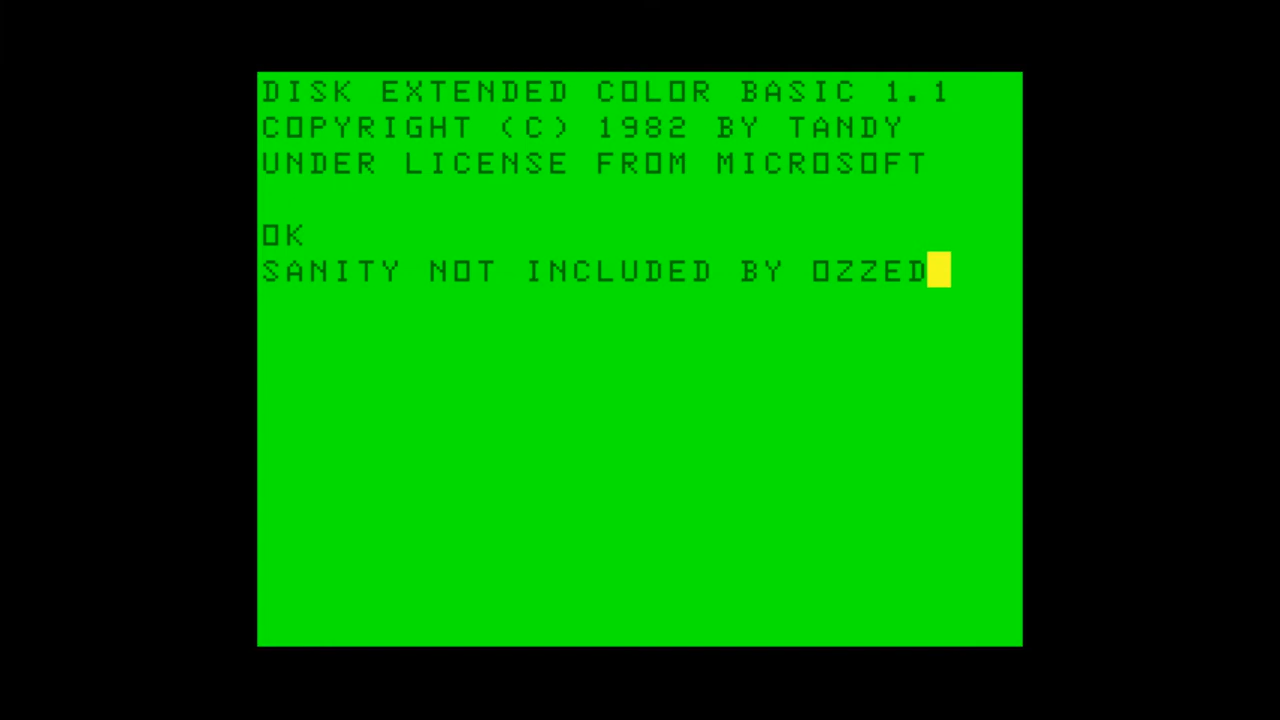 DISK EXTENDED COLOR BASIC 1.1
COPYRIGHT (C) 1982 BY TANDY
UNDER LICENSE FROM MICROSOFT
OK
SANITY NOT INCLUDED BY OZZED